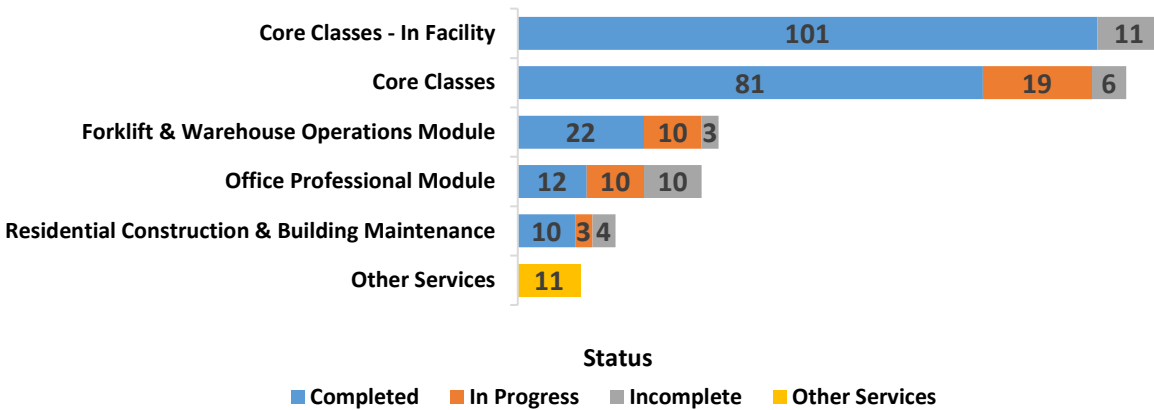 Core Classes - In Facility 101 11
Core Classes 81 19 6
Forklift & Warehouse Operations Module 22 10 3
Office Professional Module 12 10 10
Residential Construction & Building Maintenance 10 3 4
Other Services 11
Status
Completed In Progress Incomplete Other Services